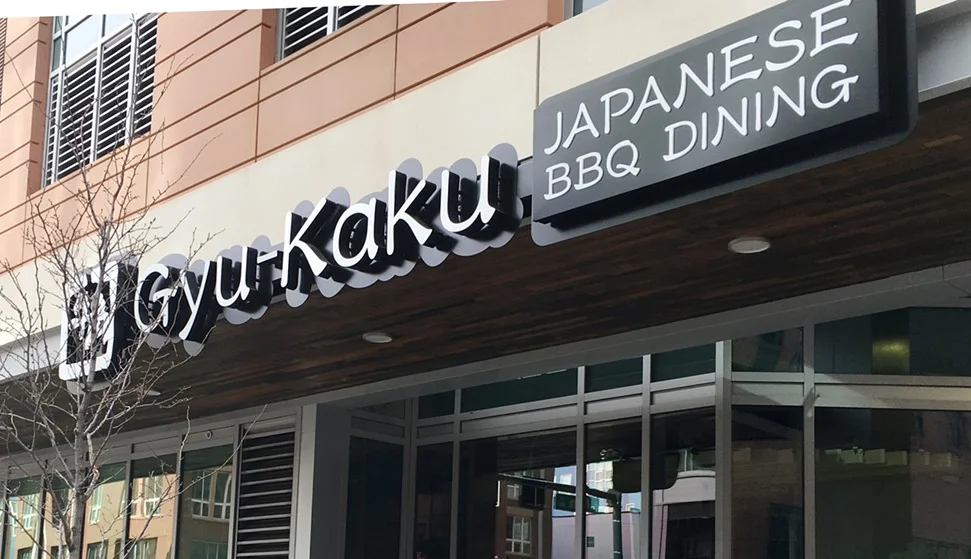 Gyu-Kaku
JAPANESE
BBQ DINING